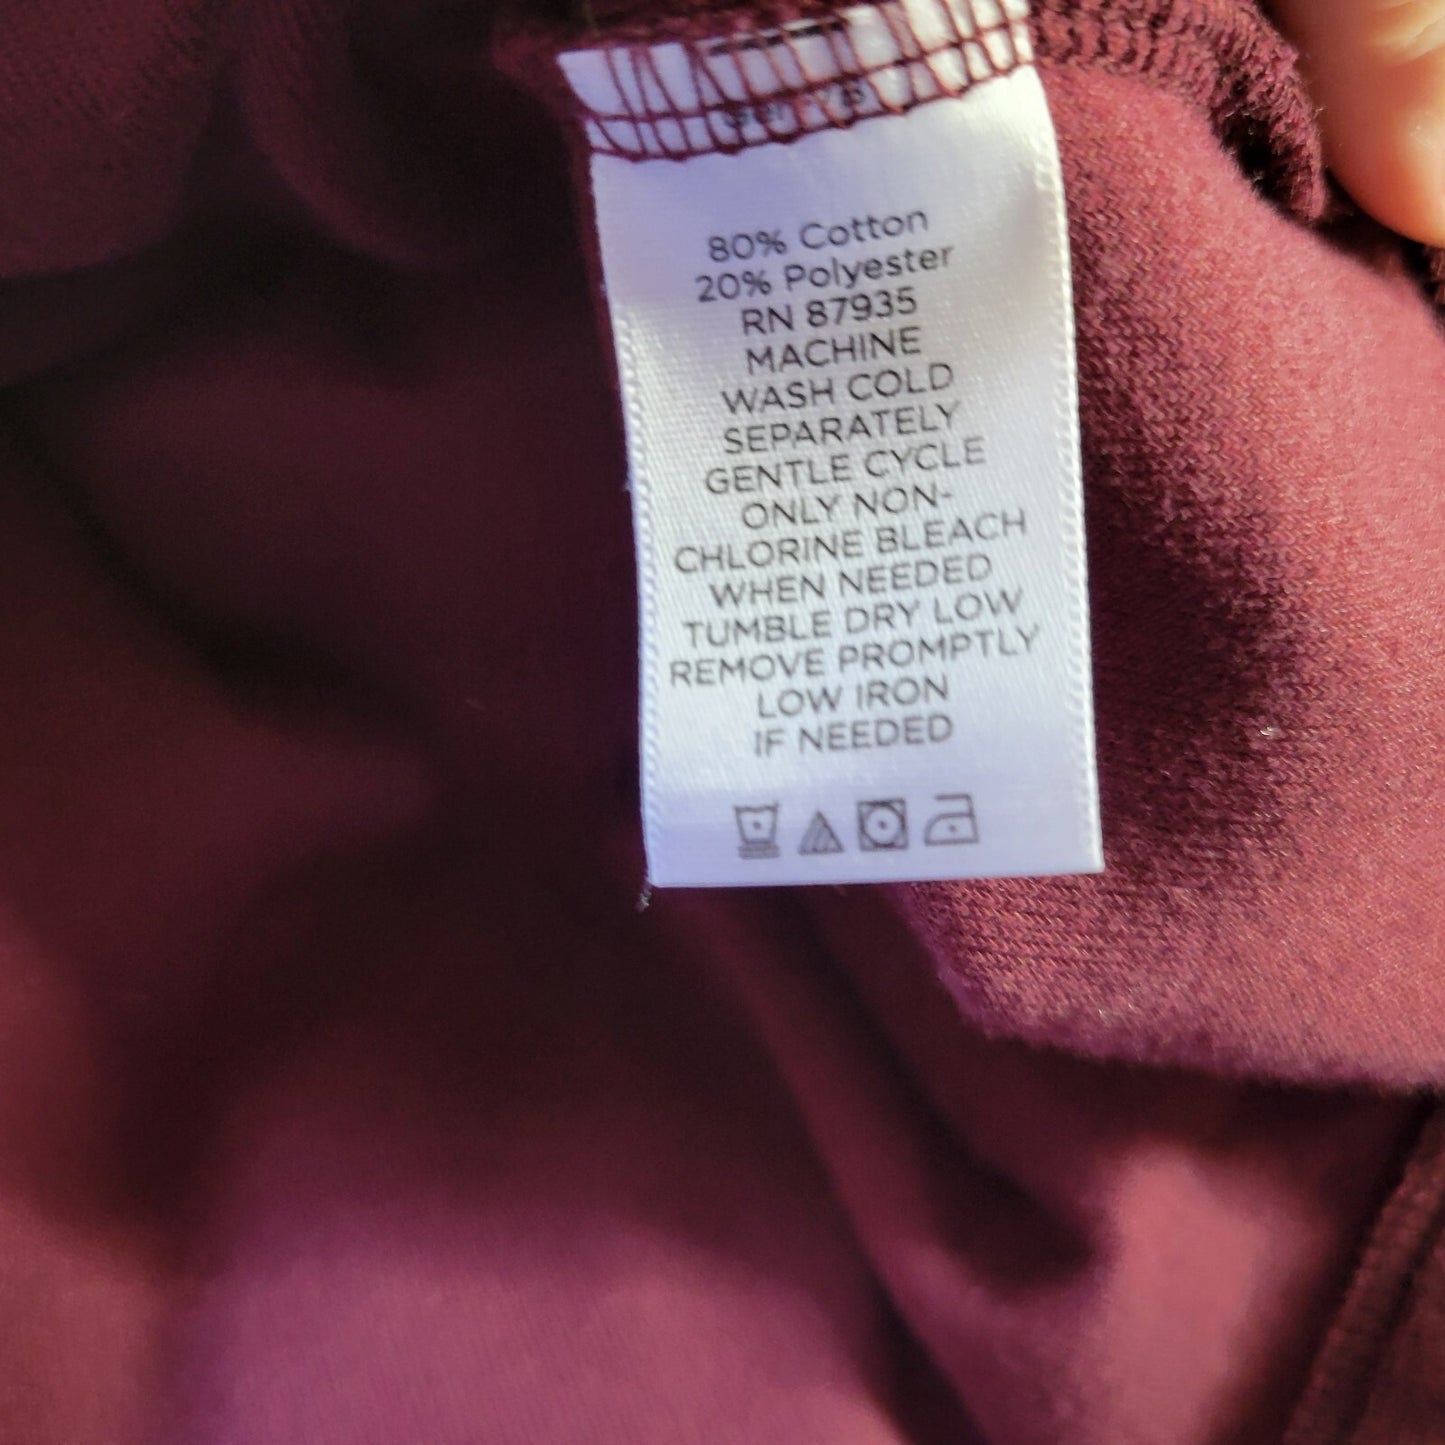 80% Cotton
20% Polyester
RN 87935
MACHINE
WASH COLD
SEPARATELY
GENTLE CYCLE
ONLY NON-
CHLORINE BLEACH
WHEN NEEDED
TUMBLE DRY LOW
REMOVE PROMPTLY
LOW IRON
IF NEEDED